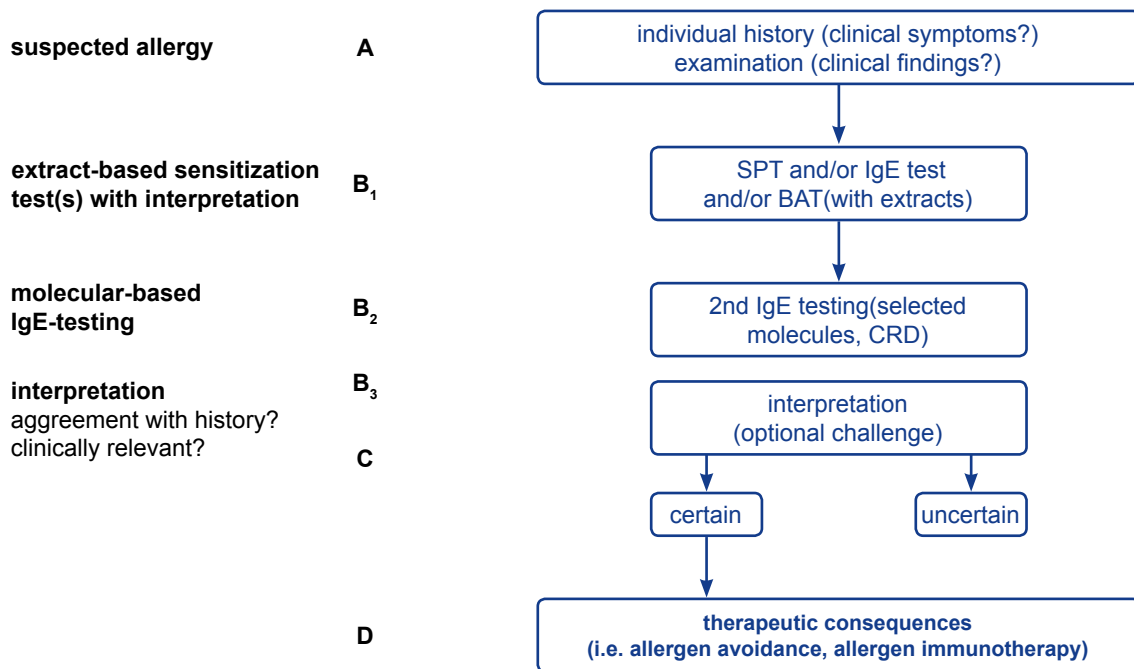 suspected allergy
A
individual history (clinical symptoms?)
examination (clinical findings?)
extract-based sensitization
test(s) with interpretation
B1
SPT and/or IgE test
and/or BAT(with extracts)
molecular-based
IgE-testing
B2
2nd IgE testing(selected
molecules, CRD)
interpretation
aggreement with history?
clinically relevant?
B3
C
interpretation
(optional challenge)
certain
uncertain
D
therapeutic consequences
(i.e. allergen avoidance, allergen immunotherapy)